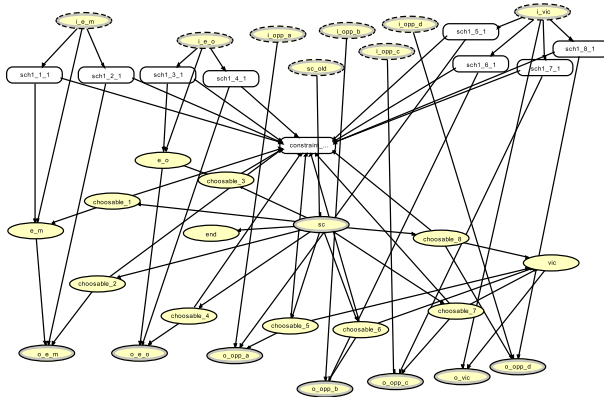 i_e_m
i_vic
i_opp_d
i_opp_b
i_opp_a
sch1_5_1
i_e_o
i_opp_c
sch1_8_1
sc_old
sch1_6_1
sch1_7_1
sch1_1_1
sch1_2_1
sch1_3_1
sch1_4_1
constrain_...
e_o
choosable_3
choosable_1
sc
e_m
end
choosable_8
vic
choosable_2
choosable_4
choosable_7
choosable_5
choosable_6
o_e_m
o_e_o
o_opp_a
o_opp_d
o_vic
o_opp_c
o_opp_b